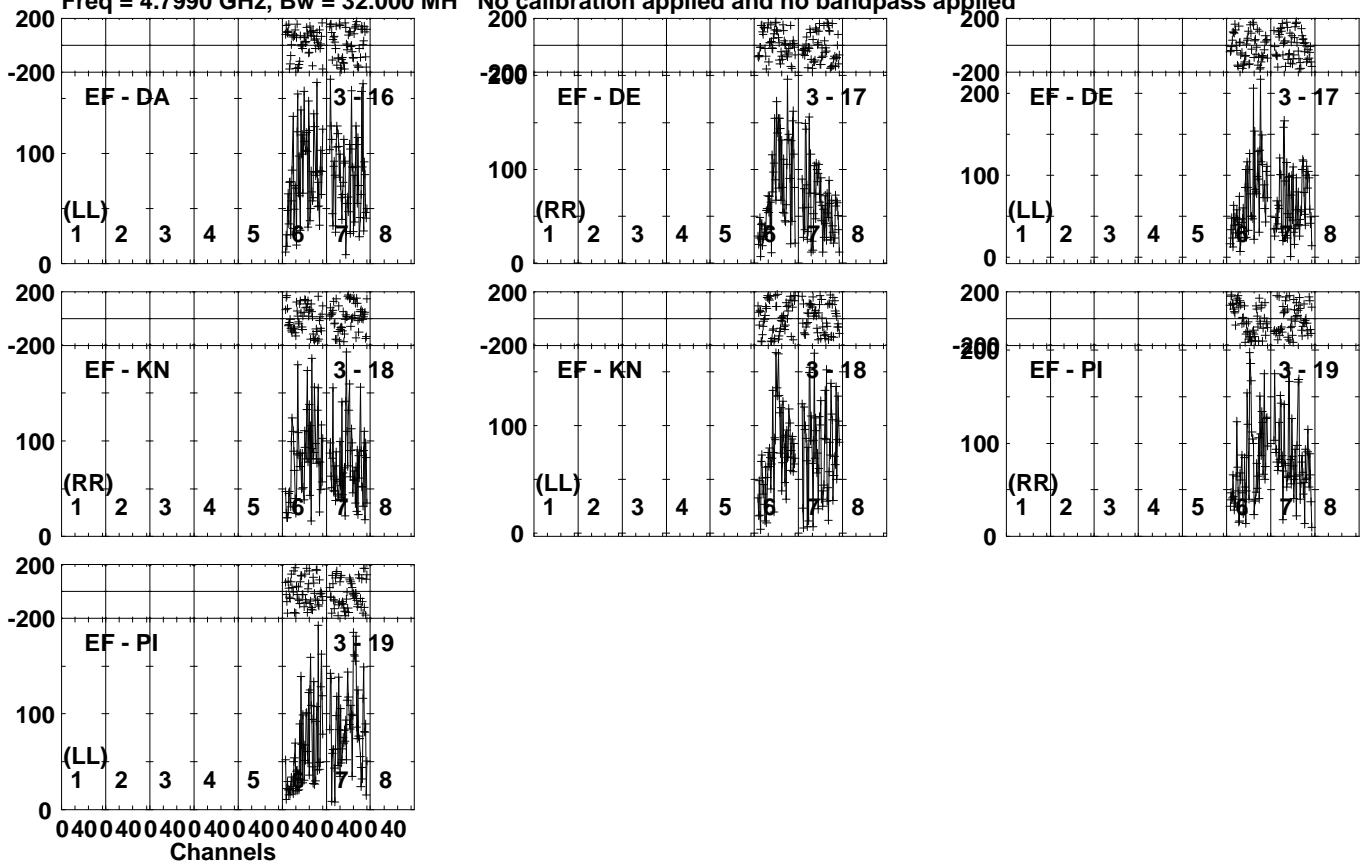 Freq = 4.7990 GHz, Bw = 32.000 MH No calibration applied and no bandpass applied
200
-200
EF - DA 3 - 16
100
(LL)
1 2 3 4 5 6 7 8
0
-200
200
EF - DE 3 - 17
100
(RR)
1 2 3 4 5 6 7 8
0
200
-200
200
EF - DE 3 - 17
100
(LL)
1 2 3 4 5 6 7 8
0
200
-200
EF - KN 3 - 18
100
(RR)
1 2 3 4 5 6 7 8
0
200
-200
EF - KN 3 - 18
100
(LL)
1 2 3 4 5 6 7 8
0
200
-200
200
EF - PI 3 - 19
100
(RR)
1 2 3 4 5 6 7 8
0
200
-200
EF - PI 3 - 19
100
(LL)
1 2 3 4 5 6 7 8
0
0 40 0 40 0 40 0 40 0 40 0 40 0 40 0 40
Channels